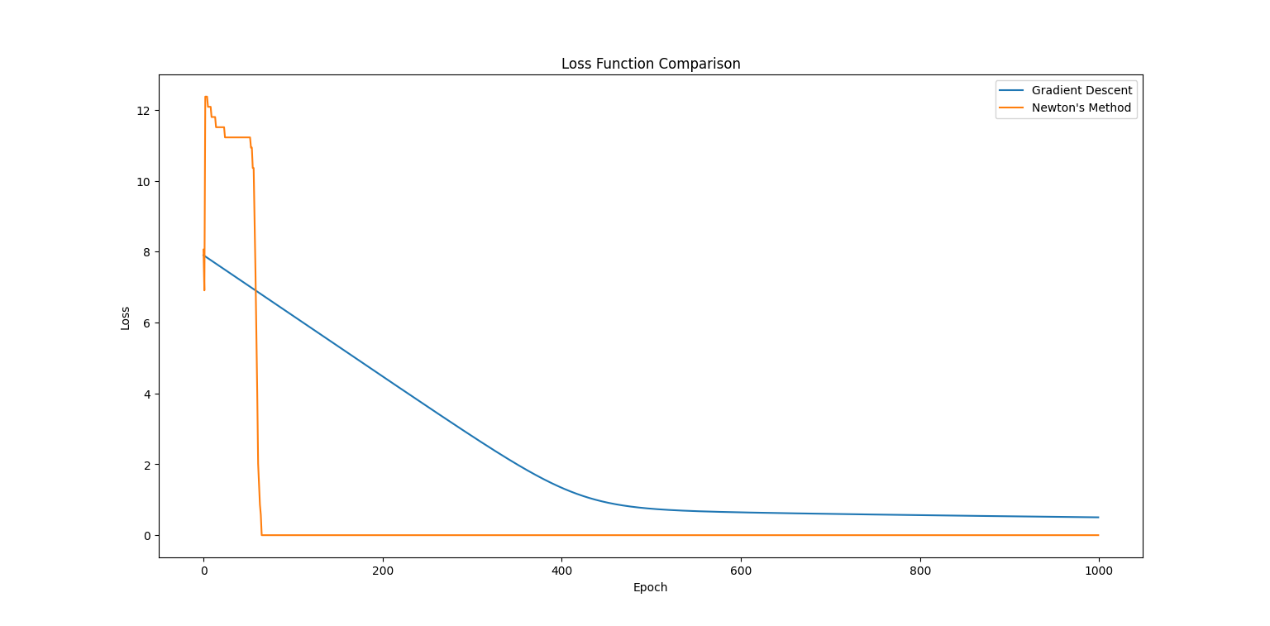 Loss Function Comparison
Gradient Descent
Newton's Method
12
10
8
6
4
2
0
Loss
0
200
400
600
800
1000
Epoch